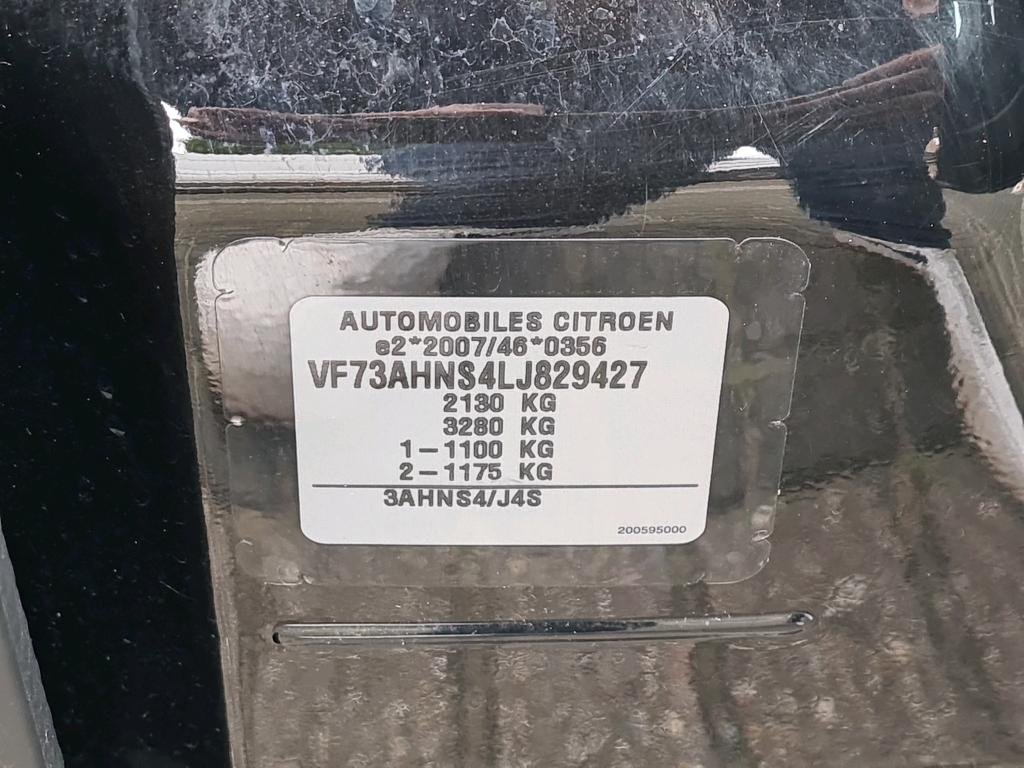 AUTOMOBILES CITROEN
e2*2007/46*0356
VF73AHNS4LJ829427
2130 KG
3280 KG
1-1100 KG
2-1175 KG
3AHNS4/J4S
200595000